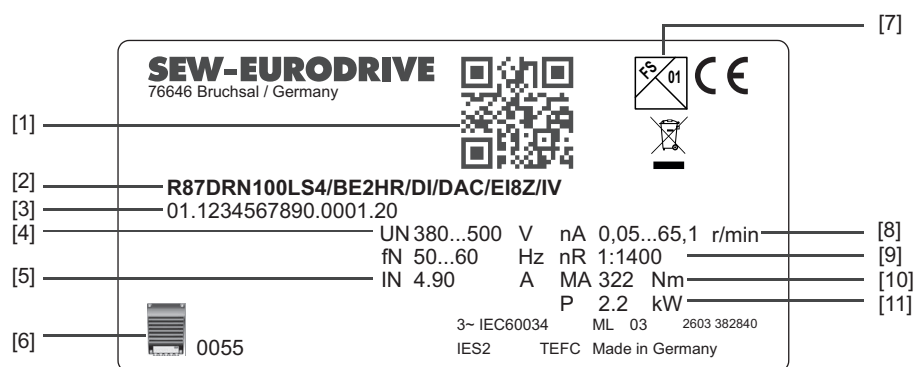 [7]
SEW-EURODRIVE
76646 Bruchsal / Germany
FS 01
CE
[1]
[2]
R87DRN100LS4/BE2HR/DI/DAC/EI8Z/IV
[3]
01.1234567890.0001.20
[4]
UN 380...500 V nA 0,05...65,1 r/min
[8]
fN 50...60 Hz nR 1:1400
[9]
[5]
IN 4.90 A MA 322 Nm
[10]
P 2.2 kW
[11]
[6]
0055
3~ IEC60034 ML 03 2603 382840
IES2 TEFC Made in Germany